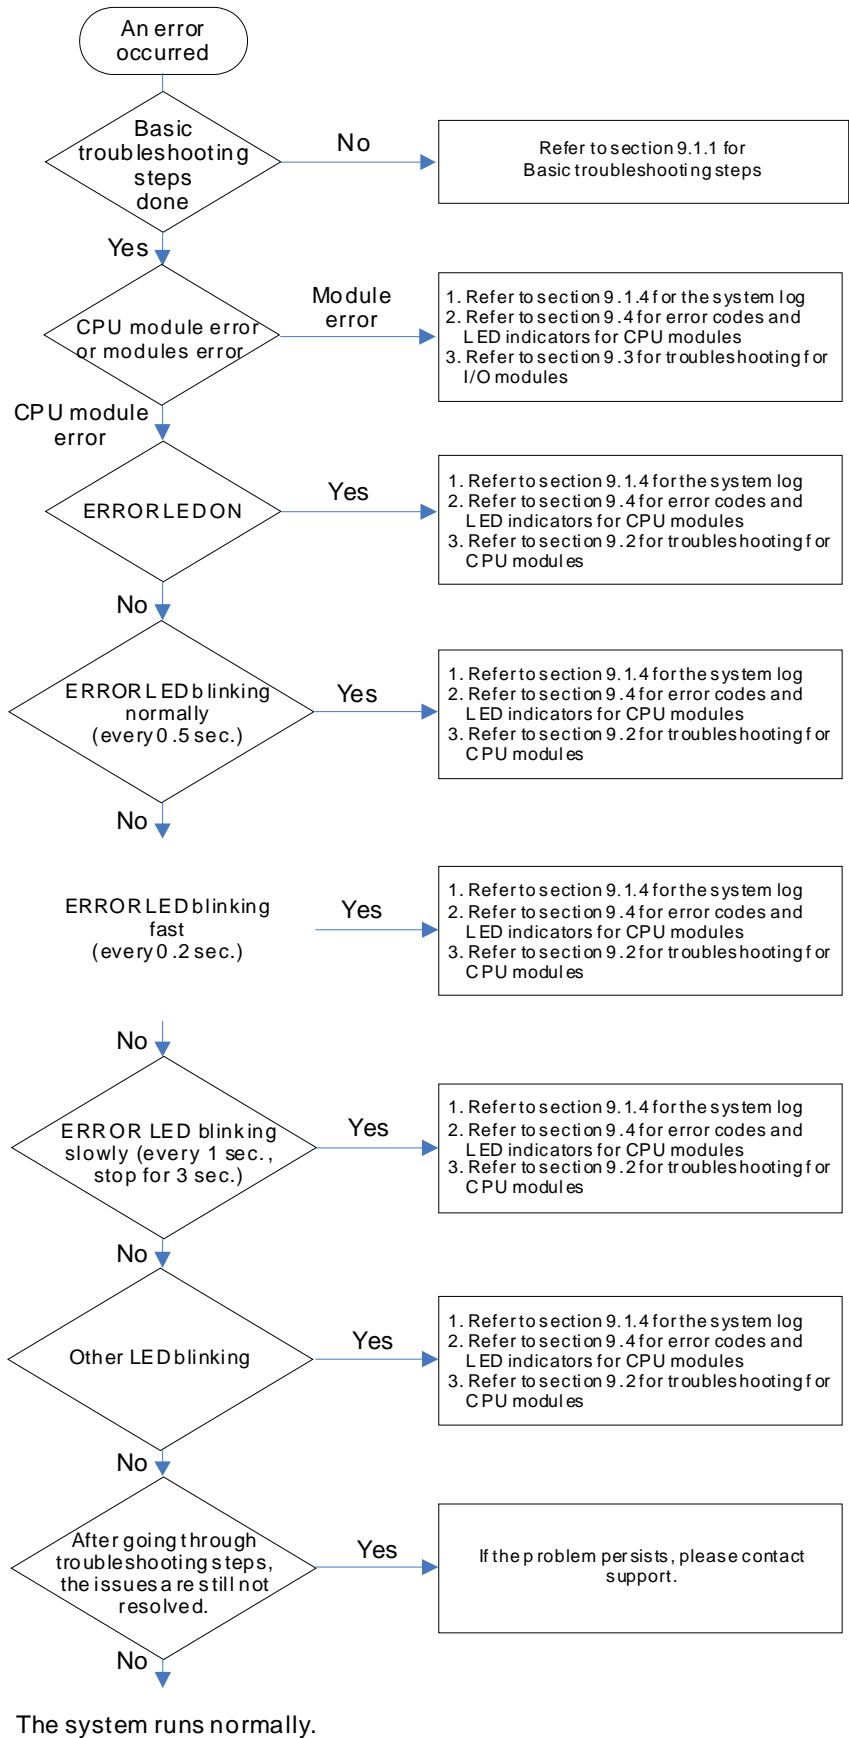 An error
occurred
Basic
troubleshooting
steps
done
No
Refer to section 9.1.1 for
Basic troubleshooting steps
Yes
CPU module error
or modules error
Module
error
1. Refer to section 9.1.4 for the system log
2. Refer to section 9.4 for error codes and
LED indicators for CPU modules
3. Refer to section 9.3 for troubleshooting for
I/O modules
CPU module
error
ERROR LED ON
Yes
1. Refer to section 9.1.4 for the system log
2. Refer to section 9.4 for error codes and
LED indicators for CPU modules
3. Refer to section 9.2 for troubleshooting for
CPU modules
No
ERROR LED blinking
normally
(every 0.5 sec.)
Yes
1. Refer to section 9.1.4 for the system log
2. Refer to section 9.4 for error codes and
LED indicators for CPU modules
3. Refer to section 9.2 for troubleshooting for
CPU modules
No
ERROR LED blinking
fast
(every 0.2 sec.)
Yes
1. Refer to section 9.1.4 for the system log
2. Refer to section 9.4 for error codes and
LED indicators for CPU modules
3. Refer to section 9.2 for troubleshooting for
CPU modules
No
ERROR LED blinking
slowly (every 1 sec.,
stop for 3 sec.)
Yes
1. Refer to section 9.1.4 for the system log
2. Refer to section 9.4 for error codes and
LED indicators for CPU modules
3. Refer to section 9.2 for troubleshooting for
CPU modules
No
Other LED blinking
Yes
1. Refer to section 9.1.4 for the system log
2. Refer to section 9.4 for error codes and
LED indicators for CPU modules
3. Refer to section 9.2 for troubleshooting for
CPU modules
No
After going through
troubleshooting steps,
the issues are still not
resolved.
Yes
If the problem persists, please contact
support.
No
The system runs normally.